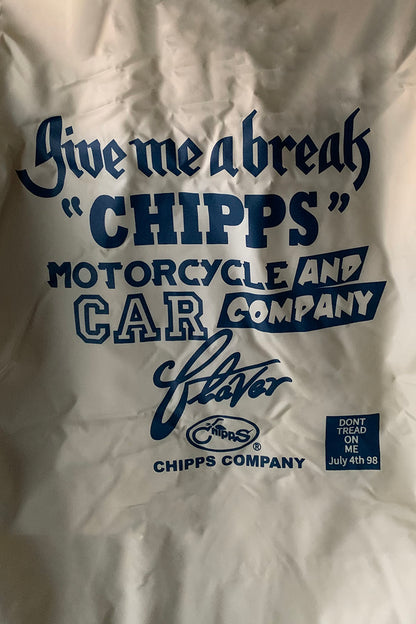 give me a break
"CHIPPS"
MOTORCYCLE AND
CAR COMPANY
flaver
CHIPPS ®
CHIPPS COMPANY
DONT
TREAD
ON
ME
July 4th 98